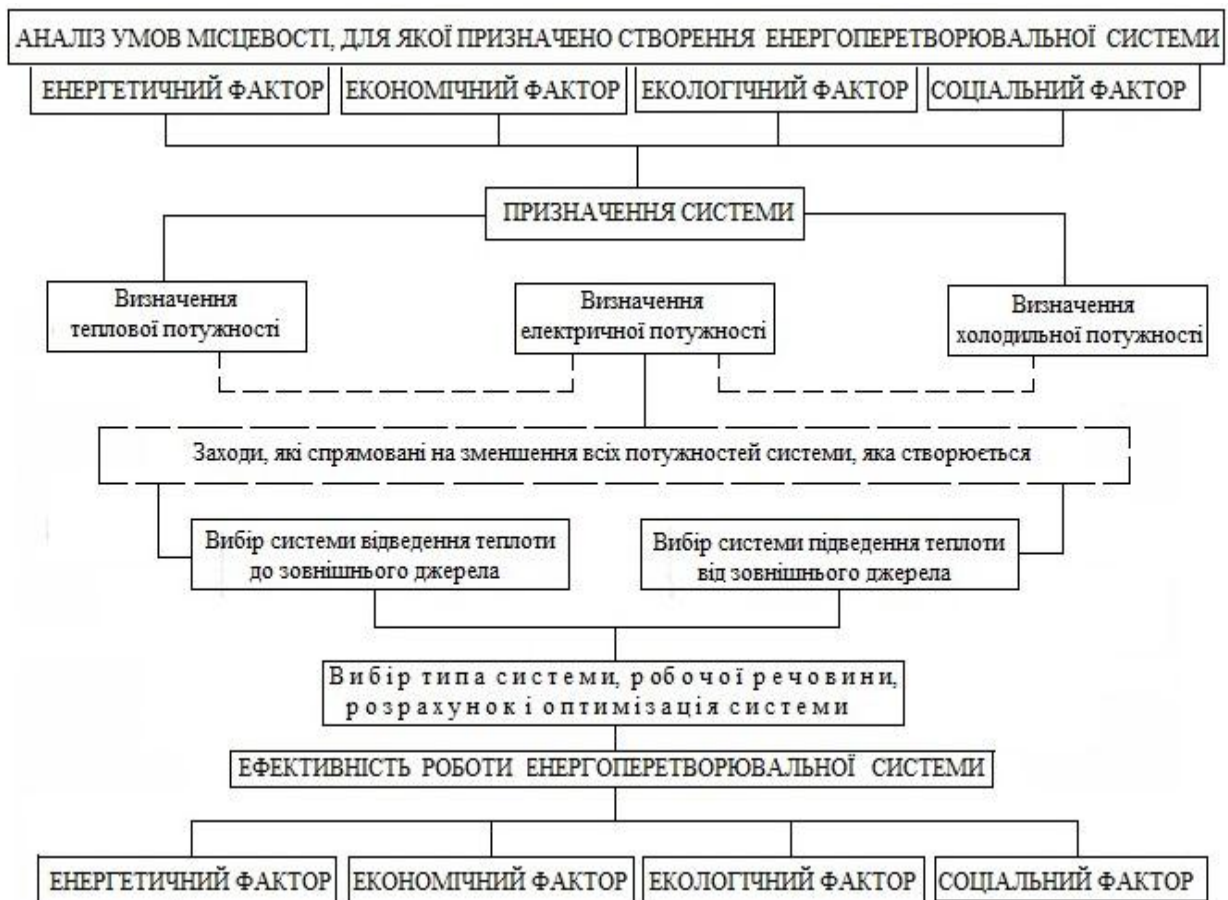 АНАЛІЗ УМОВ МІСЦЕВОСТІ, ДЛЯ ЯКОЇ ПРИЗНАЧЕНО СТВОРЕННЯ ЕНЕРГОПЕРЕТВОРЮВАЛЬНОЇ СИСТЕМИ
ЕНЕРГЕТИЧНИЙ ФАКТОР
ЕКОНОМІЧНИЙ ФАКТОР
ЕКОЛОГІЧНИЙ ФАКТОР
СОЦІАЛЬНИЙ ФАКТОР
ПРИЗНАЧЕННЯ СИСТЕМИ
Визначення
теплової потужності
Визначення
електричної потужності
Визначення
холодильної потужності
Заходи, які спрямовані на зменшення всіх потужностей системи, яка створюється
Вибір системи відведення теплоти
до зовнішнього джерела
Вибір системи підведення теплоти
від зовнішнього джерела
Вибір типа системи, робочої речовини,
розрахунок і оптимізація системи
ЕФЕКТИВНІСТЬ РОБОТИ ЕНЕРГОПЕРЕТВОРЮВАЛЬНОЇ СИСТЕМИ
ЕНЕРГЕТИЧНИЙ ФАКТОР
ЕКОНОМІЧНИЙ ФАКТОР
ЕКОЛОГІЧНИЙ ФАКТОР
СОЦІАЛЬНИЙ ФАКТОР